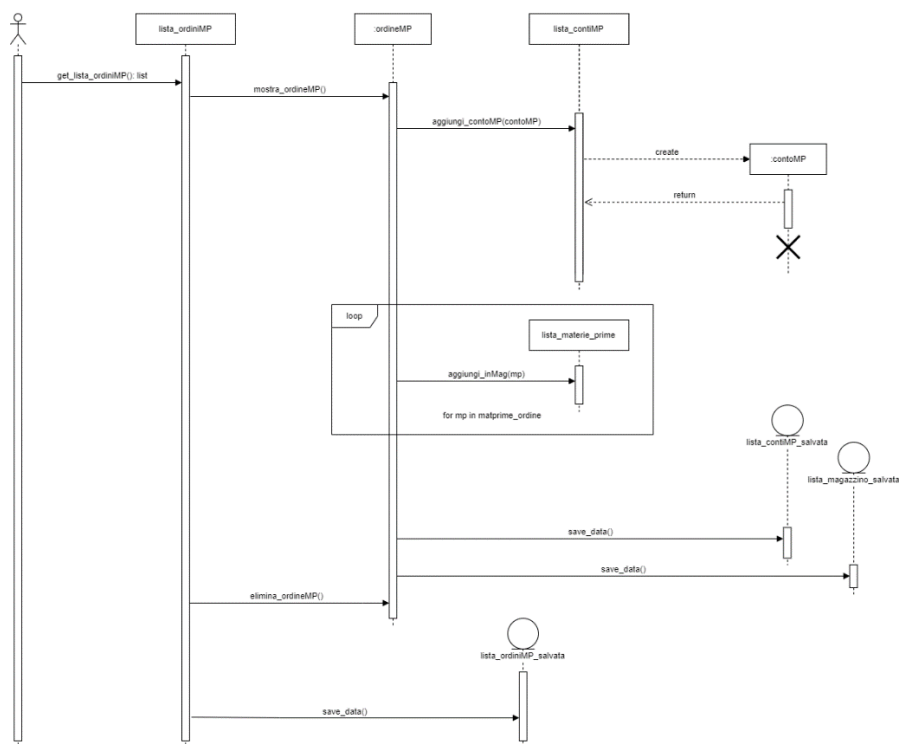 lista_ordiniMP
:ordineMP
lista_contiMP
get_lista_ordiniMP(): list
mostra_ordineMP()
aggiungi_contoMP(contoMP)
create
:contoMP
return
loop
lista_materie_prime
aggiungi_inMag(mp)
for mp in matprime_ordine
lista_contiMP_salvata
lista_magazzino_salvata
save_data()
save_data()
elimina_ordineMP()
lista_ordiniMP_salvata
save_data()